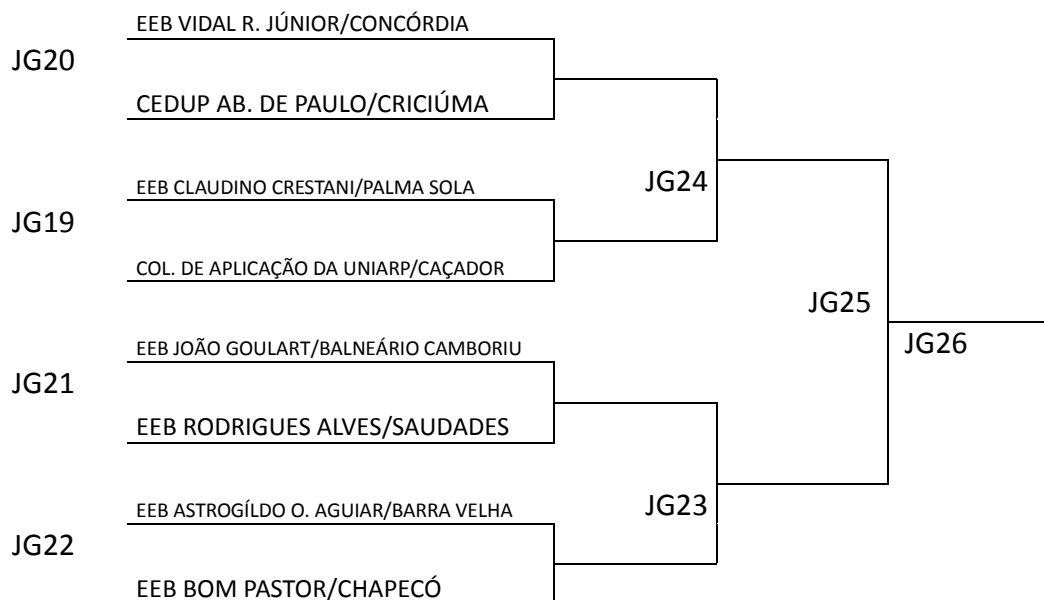 EEB VIDAL R. JÚNIOR/CONCÓRDIA
JG20
CEDUP AB. DE PAULO/CRICIÚMA
EEB CLAUDINO CRESTANI/PALMA SOLA
JG24
JG19
COL. DE APLICAÇÃO DA UNIARP/CAÇADOR
JG25
EEB JOÃO GOULART/BALNEÁRIO CAMBORIU
JG26
JG21
EEB RODRIGUES ALVES/SAUDADES
EEB ASTROGÍLDO O. AGUIAR/BARRA VELHA
JG23
JG22
EEB BOM PASTOR/CHAPECÓ